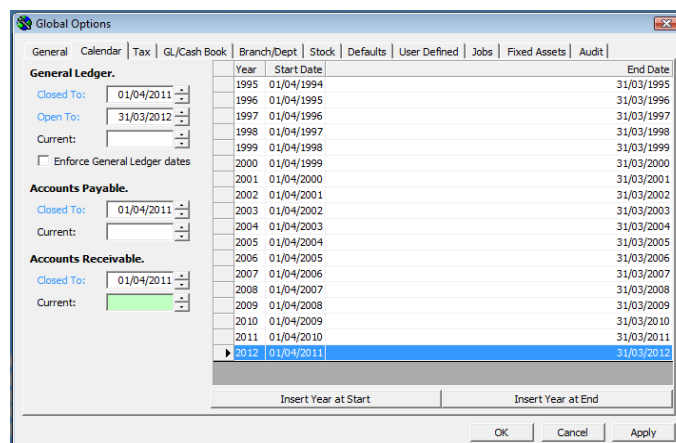 Global Options
General Calendar Tax GL/Cash Book Branch/Dept Stock Defaults User Defined Jobs Fixed Assets Audit
General Ledger.
Closed To: 01/04/2011
Open To: 31/03/2012
Current:
Enforce General Ledger dates
Accounts Payable.
Closed To: 01/04/2011
Current:
Accounts Receivable.
Closed To: 01/04/2011
Current:
Year Start Date End Date
1995 01/04/1994 31/03/1995
1996 01/04/1995 31/03/1996
1997 01/04/1996 31/03/1997
1998 01/04/1997 31/03/1998
1999 01/04/1998 31/03/1999
2000 01/04/1999 31/03/2000
2001 01/04/2000 31/03/2001
2002 01/04/2001 31/03/2002
2003 01/04/2002 31/03/2003
2004 01/04/2003 31/03/2004
2005 01/04/2004 31/03/2005
2006 01/04/2005 31/03/2006
2007 01/04/2006 31/03/2007
2008 01/04/2007 31/03/2008
2009 01/04/2008 31/03/2009
2010 01/04/2009 31/03/2010
2011 01/04/2010 31/03/2011
2012 01/04/2011 31/03/2012
Insert Year at Start Insert Year at End
OK Cancel Apply